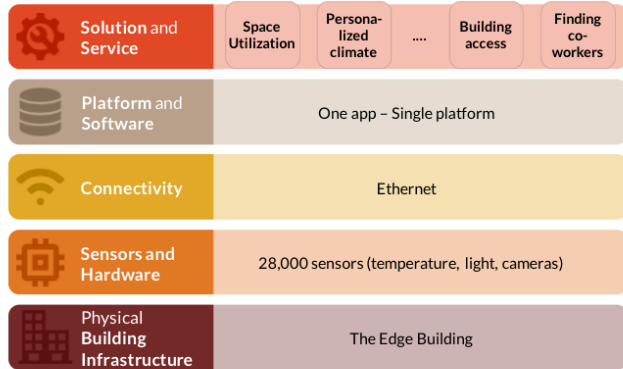 Solution and
Service
Space
Utilization
Persona-
lized
climate
....
Building
access
Finding
co-
workers
Platform and
Software
One app – Single platform
Connectivity
Ethernet
Sensors and
Hardware
28,000 sensors (temperature, light, cameras)
Physical
Building
Infrastructure
The Edge Building